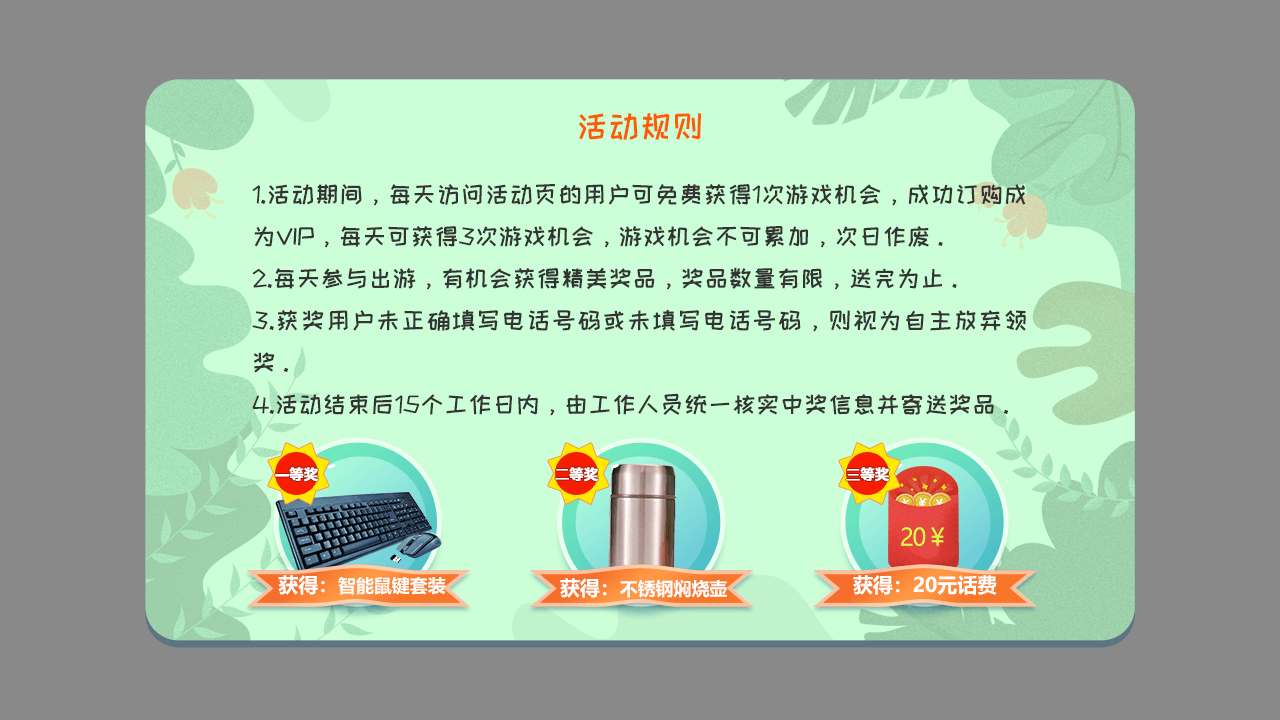 活动规则
1.活动期间，每天访问活动页的用户可免费获得1次游戏机会，成功订购成
为VIP，每天可获得3次游戏机会，游戏机会不可累加，次日作废．
2.每天参与出游，有机会获得精美奖品，奖品数量有限，送完为止．
3.获奖用户未正确填写电话号码或未填写电话号码，则视为自主放弃领
奖．
4.活动结束后15个工作日内，由工作人员统一核实中奖信息并寄送奖品．
一等奖
二等奖
三等奖
20￥
获得：智能鼠键套装
获得：不锈钢焖烧壶
获得：20元话费